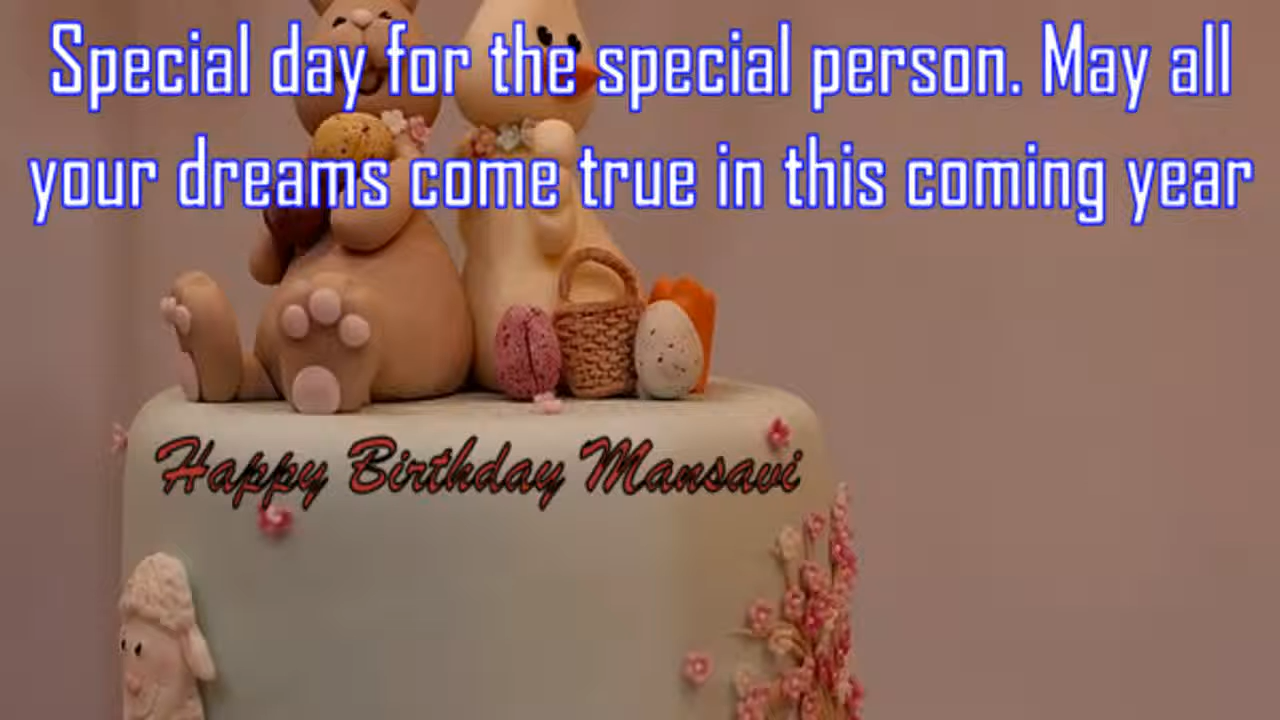 Special day for the special person. May all
your dreams come true in this coming year
Happy Birthday Mansavi